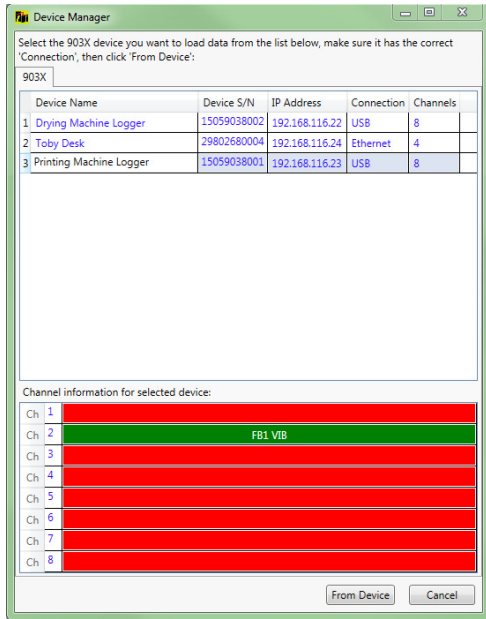 Device Manager
Select the 903X device you want to load data from the list below, make sure it has the correct
'Connection', then click 'From Device':
903X
Device Name Device S/N IP Address Connection Channels
1 Drying Machine Logger 15059038002 192.168.116.22 USB 8
2 Toby Desk 29802680004 192.168.116.24 Ethernet 4
3 Printing Machine Logger 15059038001 192.168.116.23 USB 8
Channel information for selected device:
Ch 1
Ch 2 FB1 VIB
Ch 3
Ch 4
Ch 5
Ch 6
Ch 7
Ch 8
From Device Cancel